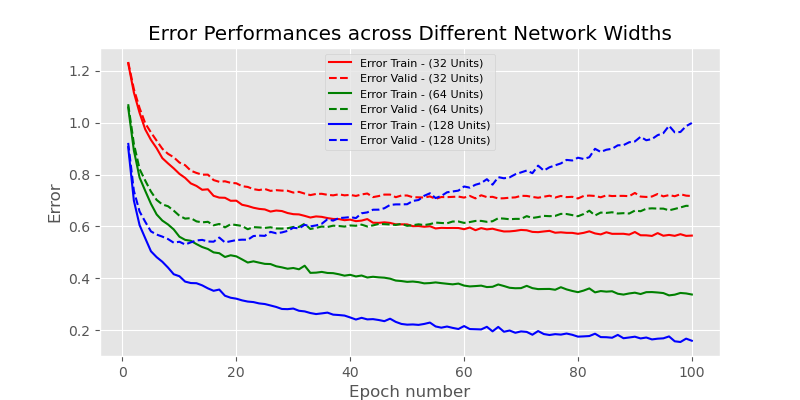 Error Performances across Different Network Widths
Error Train - (32 Units)
Error Valid - (32 Units)
Error Train - (64 Units)
Error Valid - (64 Units)
Error Train - (128 Units)
Error Valid - (128 Units)
Error
1.2
1.0
0.8
0.6
0.4
0.2
0 20 40 60 80 100
Epoch number